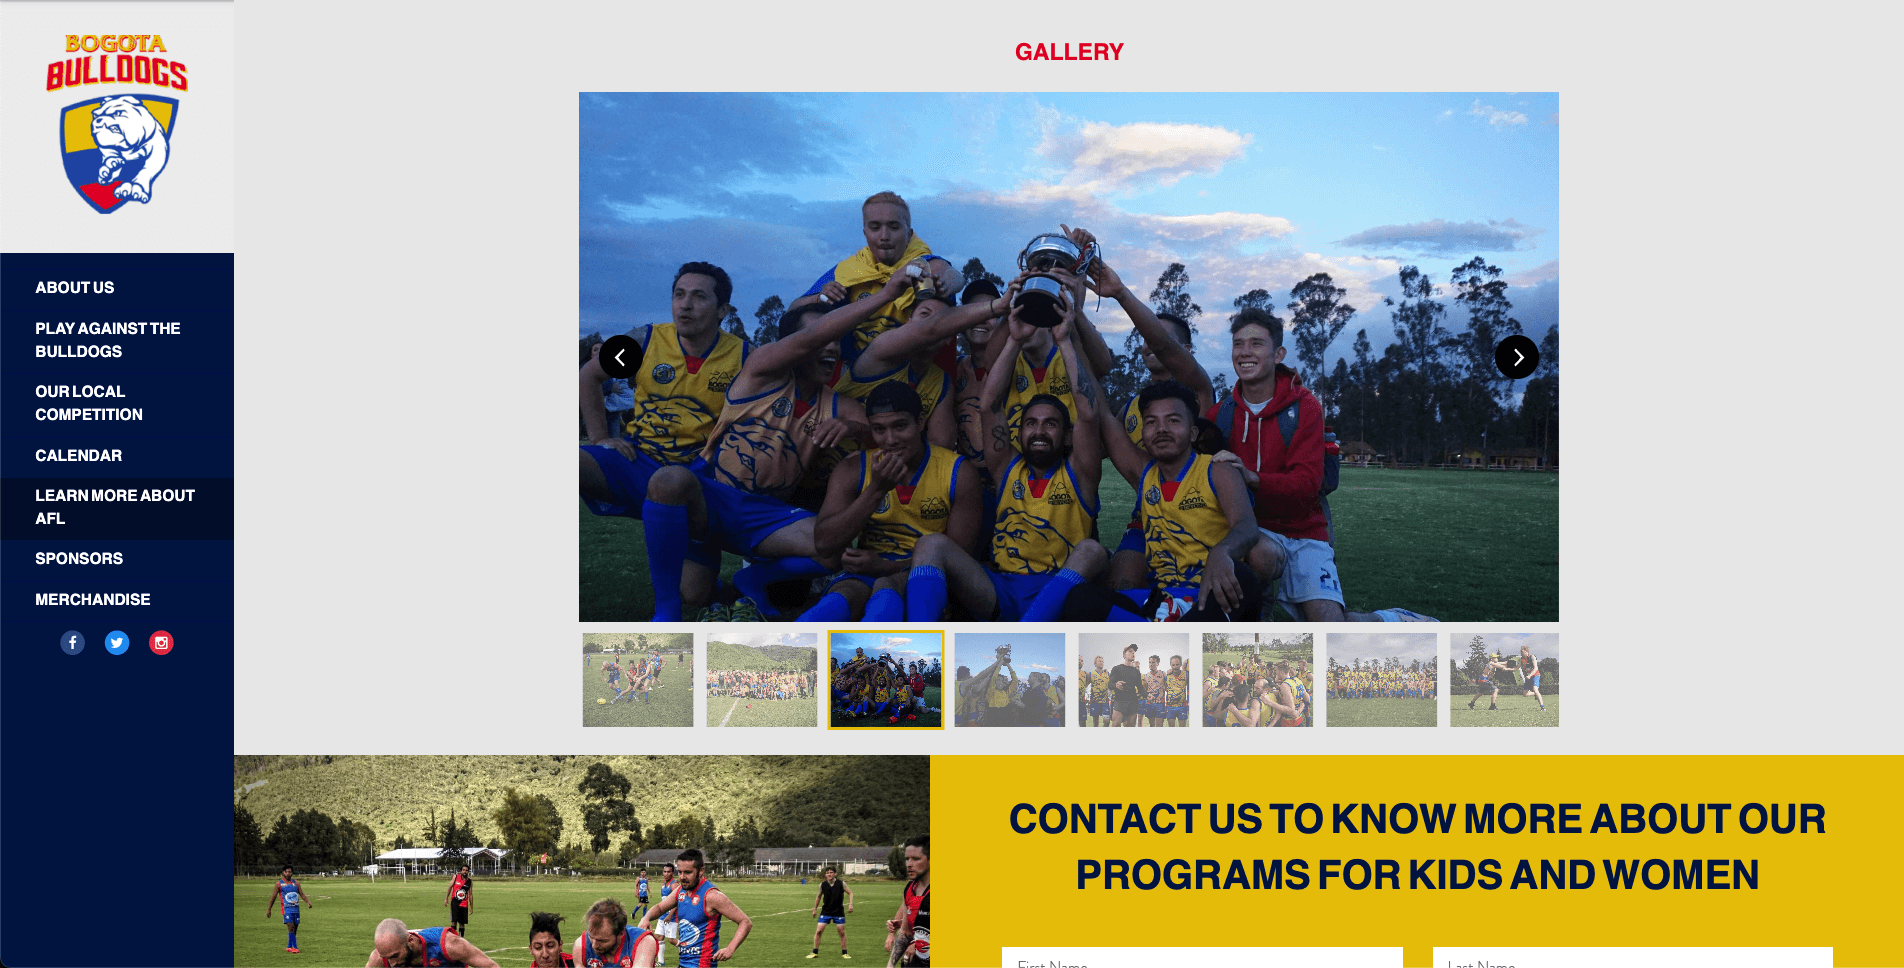 BOGOTA
BULLDOGS
ABOUT US
PLAY AGAINST THE
BULLDOGS
OUR LOCAL
COMPETITION
CALENDAR
LEARN MORE ABOUT
AFL
SPONSORS
MERCHANDISE
GALLERY
CONTACT US TO KNOW MORE ABOUT OUR
PROGRAMS FOR KIDS AND WOMEN
First Name
Last Name